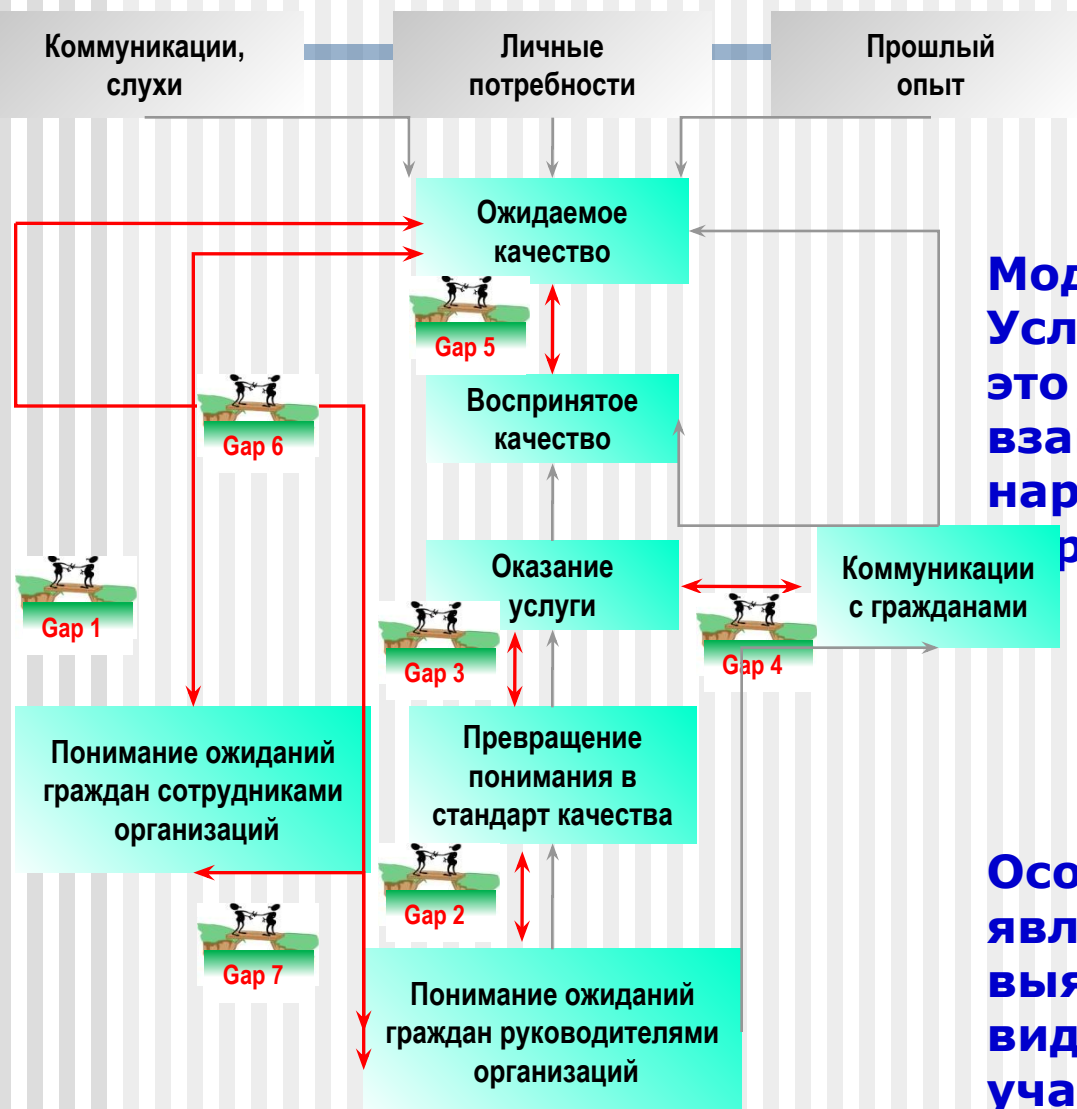 Коммуникации,
слухи
Личные
потребности
Прошлый
опыт
Ожидаемое
качество
Gap 5
Воспринятое
качество
Gap 6
Gap 1
Оказание
услуги
Gap 3
Gap 4
Коммуникации
с гражданами
Понимание ожиданий
граждан сотрудниками
организаций
Превращение
понимания в
стандарт качества
Gap 2
Gap 7
Понимание ожиданий
граждан руководителями
организаций
это